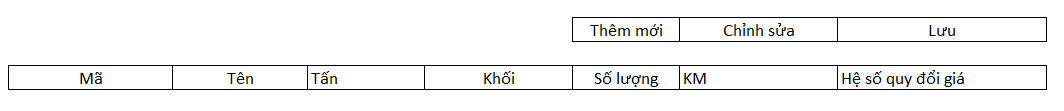 Thêm mới Chỉnh sửa Lưu
Mã Tên Tấn Khối Số lượng KM Hệ số quy đổi giá